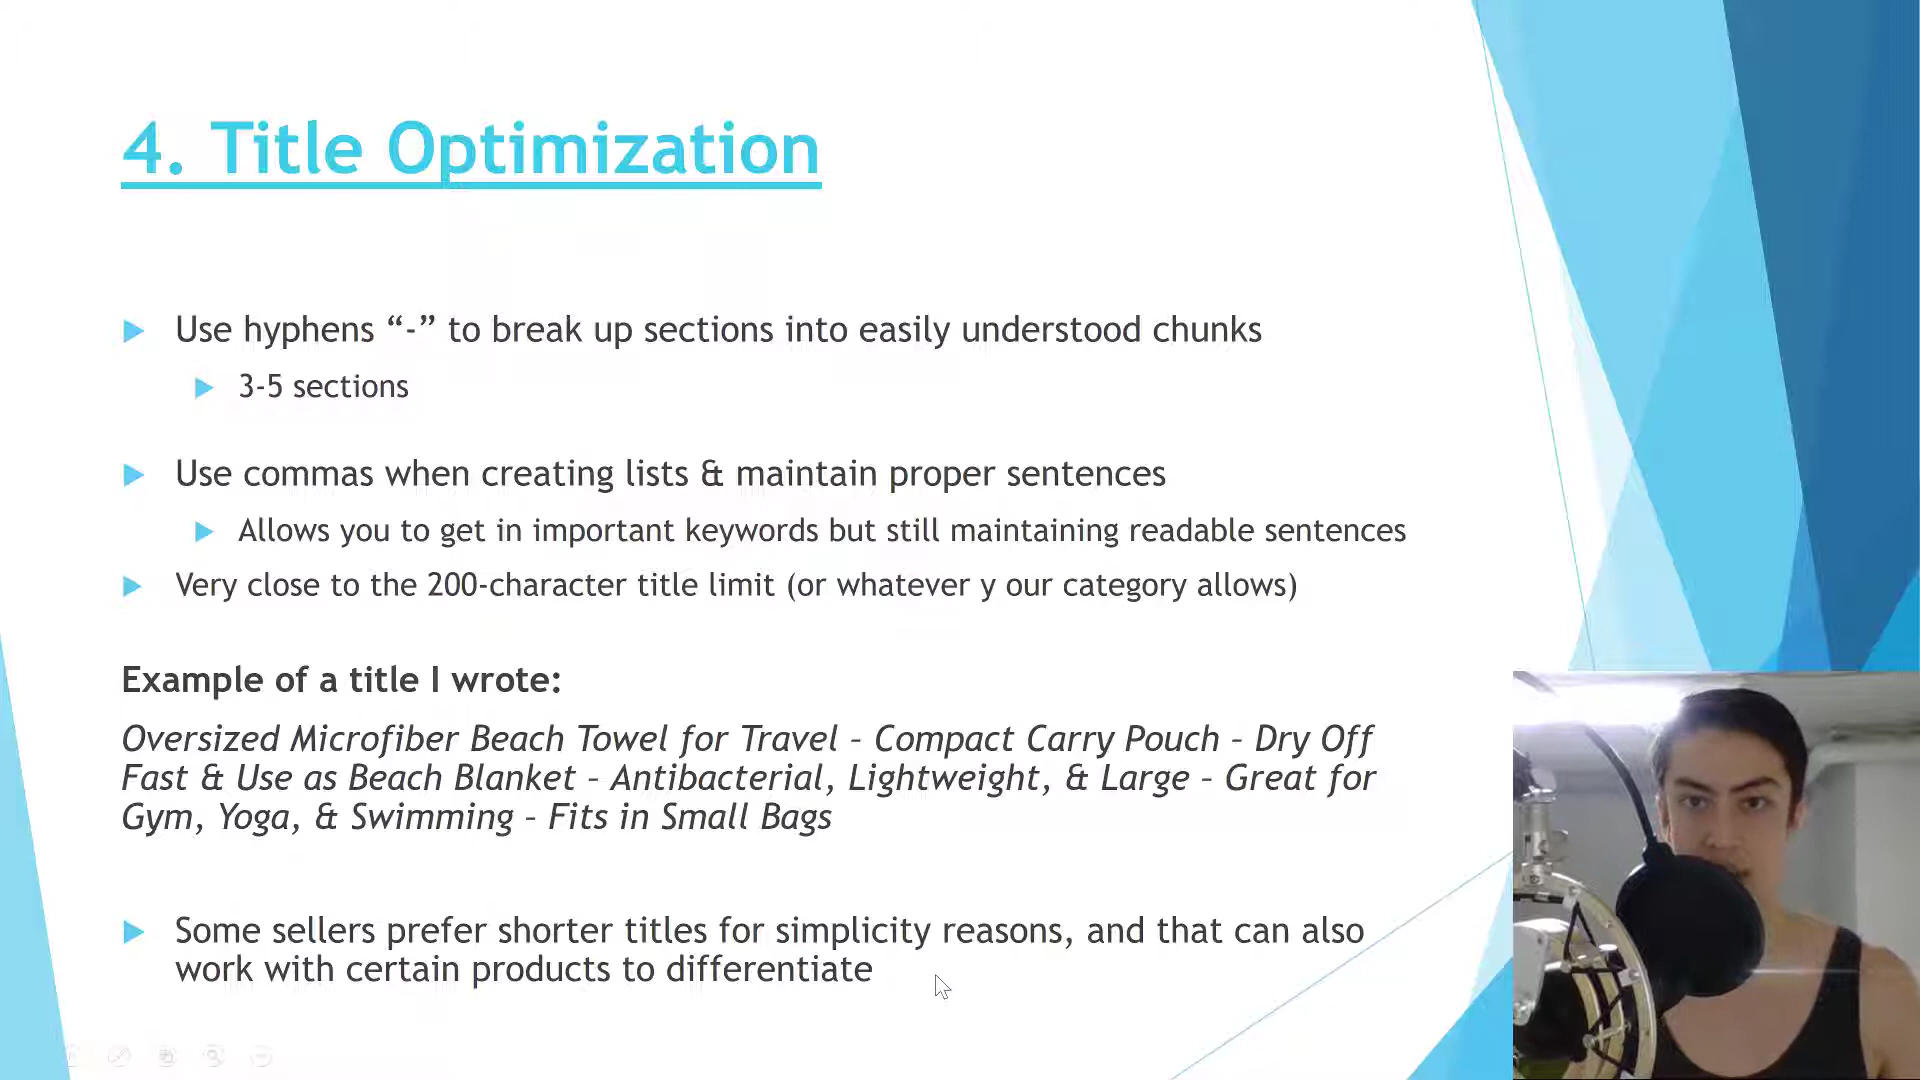 4. Title Optimization
Use hyphens “-” to break up sections into easily understood chunks
3-5 sections
Use commas when creating lists & maintain proper sentences
Allows you to get in important keywords but still maintaining readable sentences
Very close to the 200-character title limit (or whatever y our category allows)
Example of a title I wrote:
Oversized Microfiber Beach Towel for Travel – Compact Carry Pouch – Dry Off
Fast & Use as Beach Blanket – Antibacterial, Lightweight, & Large – Great for
Gym, Yoga, & Swimming – Fits in Small Bags
Some sellers prefer shorter titles for simplicity reasons, and that can also
work with certain products to differentiate